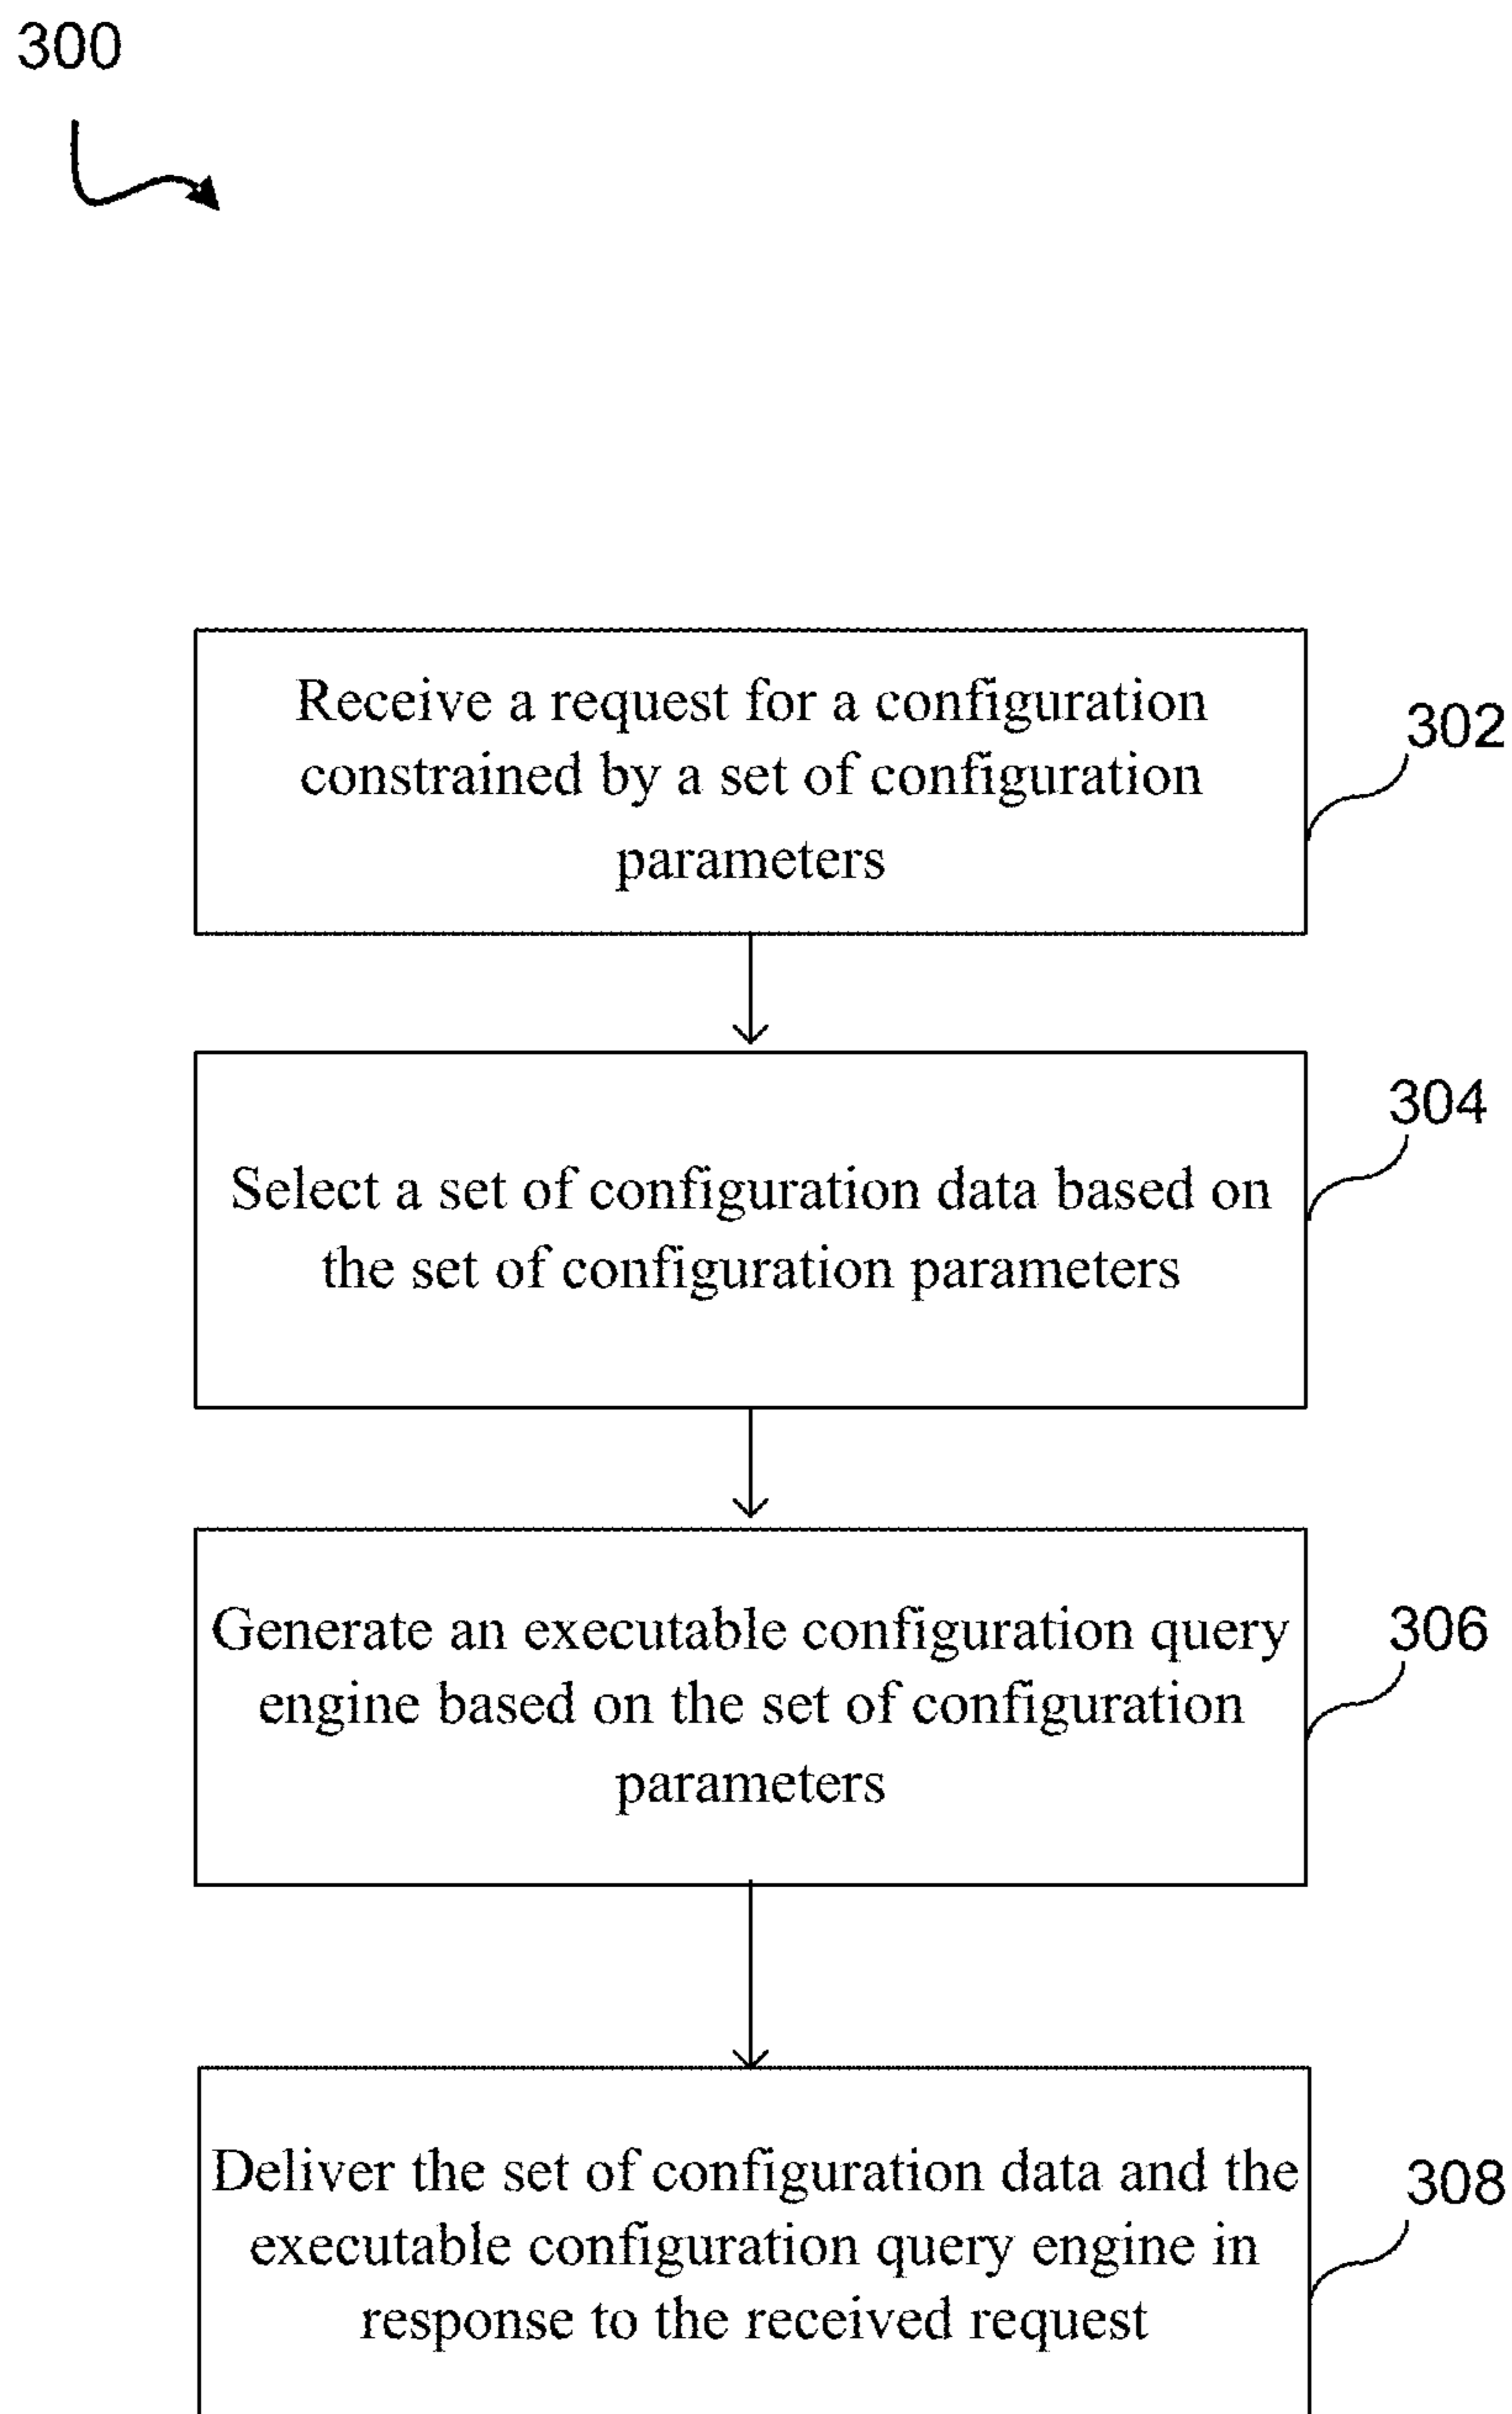 300
Receive a request for a configuration
constrained by a set of configuration
parameters
302
Select a set of configuration data based on
the set of configuration parameters
304
Generate an executable configuration query
engine based on the set of configuration
parameters
306
Deliver the set of configuration data and the
executable configuration query engine in
response to the received request
308